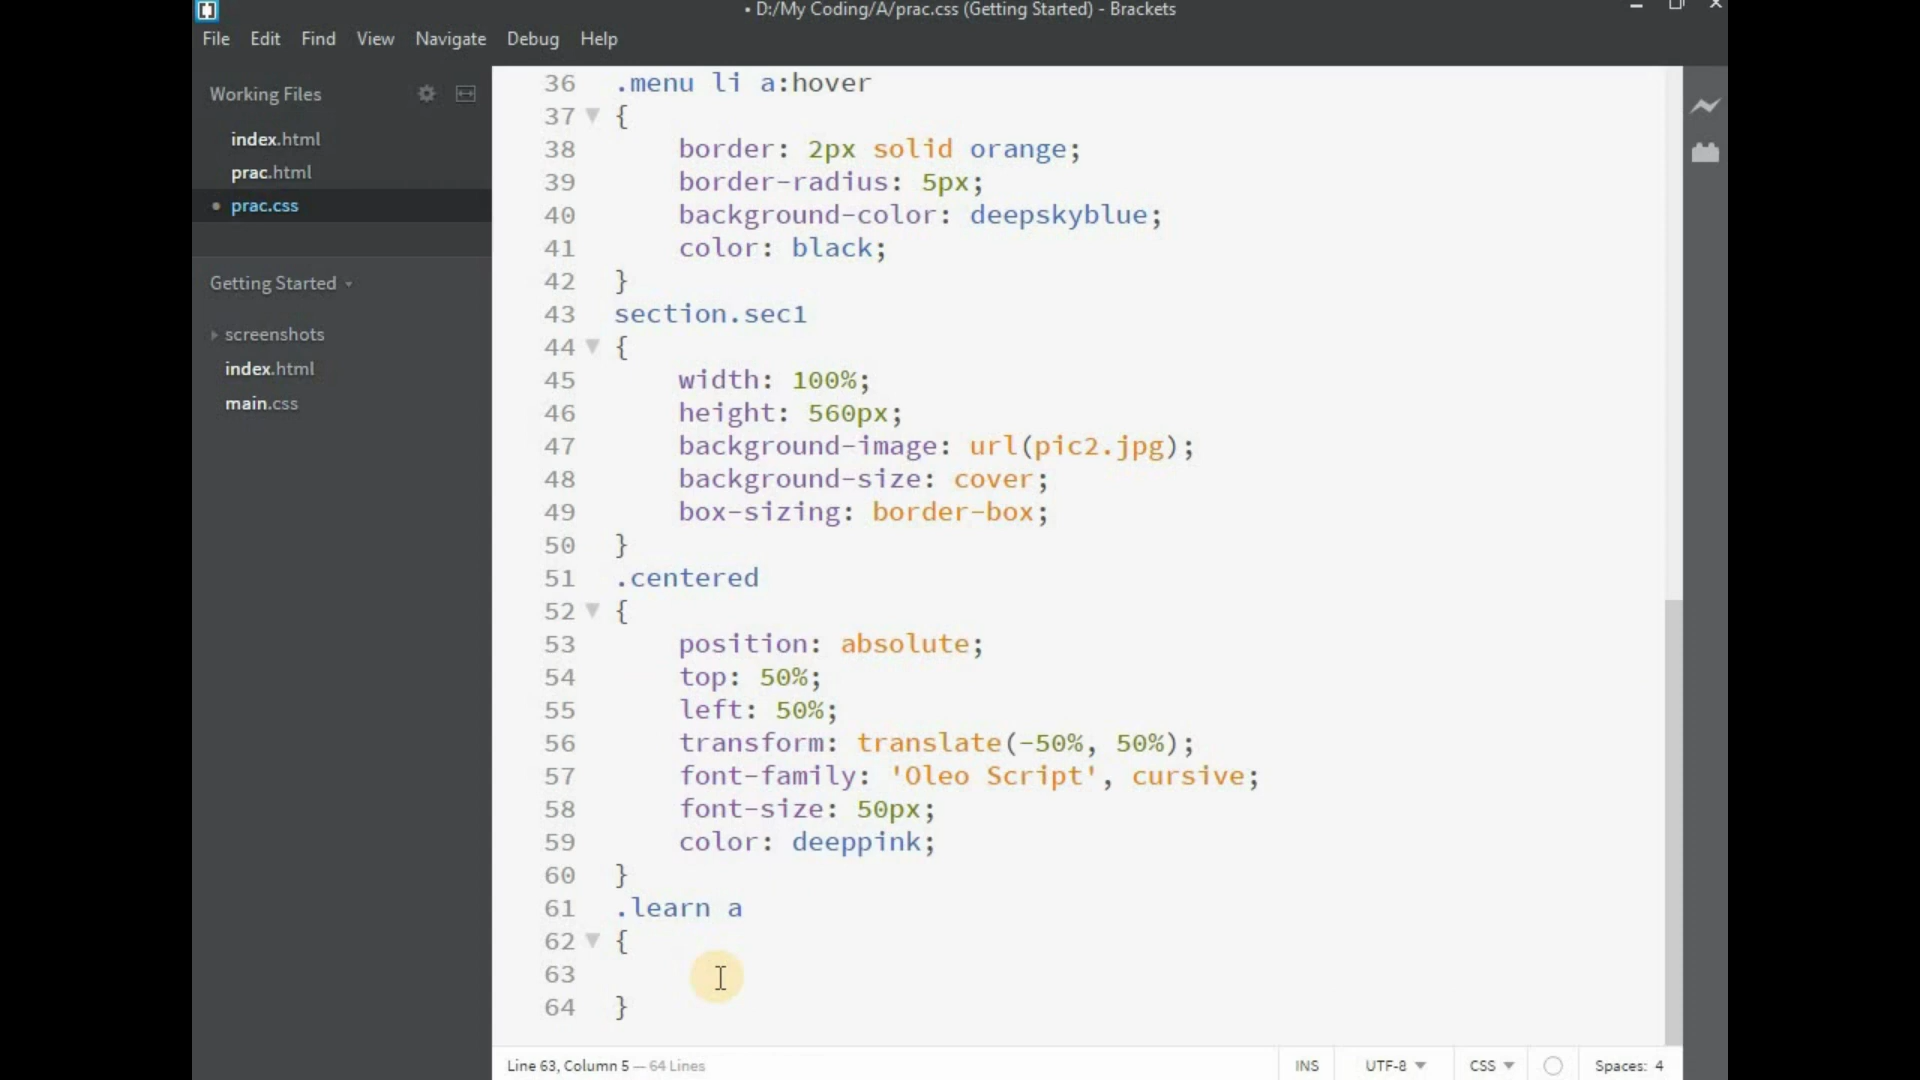 • D:/My Coding/A/prac.css (Getting Started) - Brackets
File Edit Find View Navigate Debug Help
Working Files
index.html
prac.html
prac.css
Getting Started
screenshots
index.html
main.css
36 .menu li a:hover
37 {
38 border: 2px solid orange;
39 border-radius: 5px;
40 background-color: deepskyblue;
41 color: black;
42 }
43 section.sec1
44 {
45 width: 100%;
46 height: 560px;
47 background-image: url(pic2.jpg);
48 background-size: cover;
49 box-sizing: border-box;
50 }
51 .centered
52 {
53 position: absolute;
54 top: 50%;
55 left: 50%;
56 transform: translate(-50%, 50%);
57 font-family: 'Oleo Script', cursive;
58 font-size: 50px;
59 color: deeppink;
60 }
61 .learn a
62 {
63
64 }
Line 63, Column 5 — 64 Lines
INS UTF-8 CSS Spaces: 4